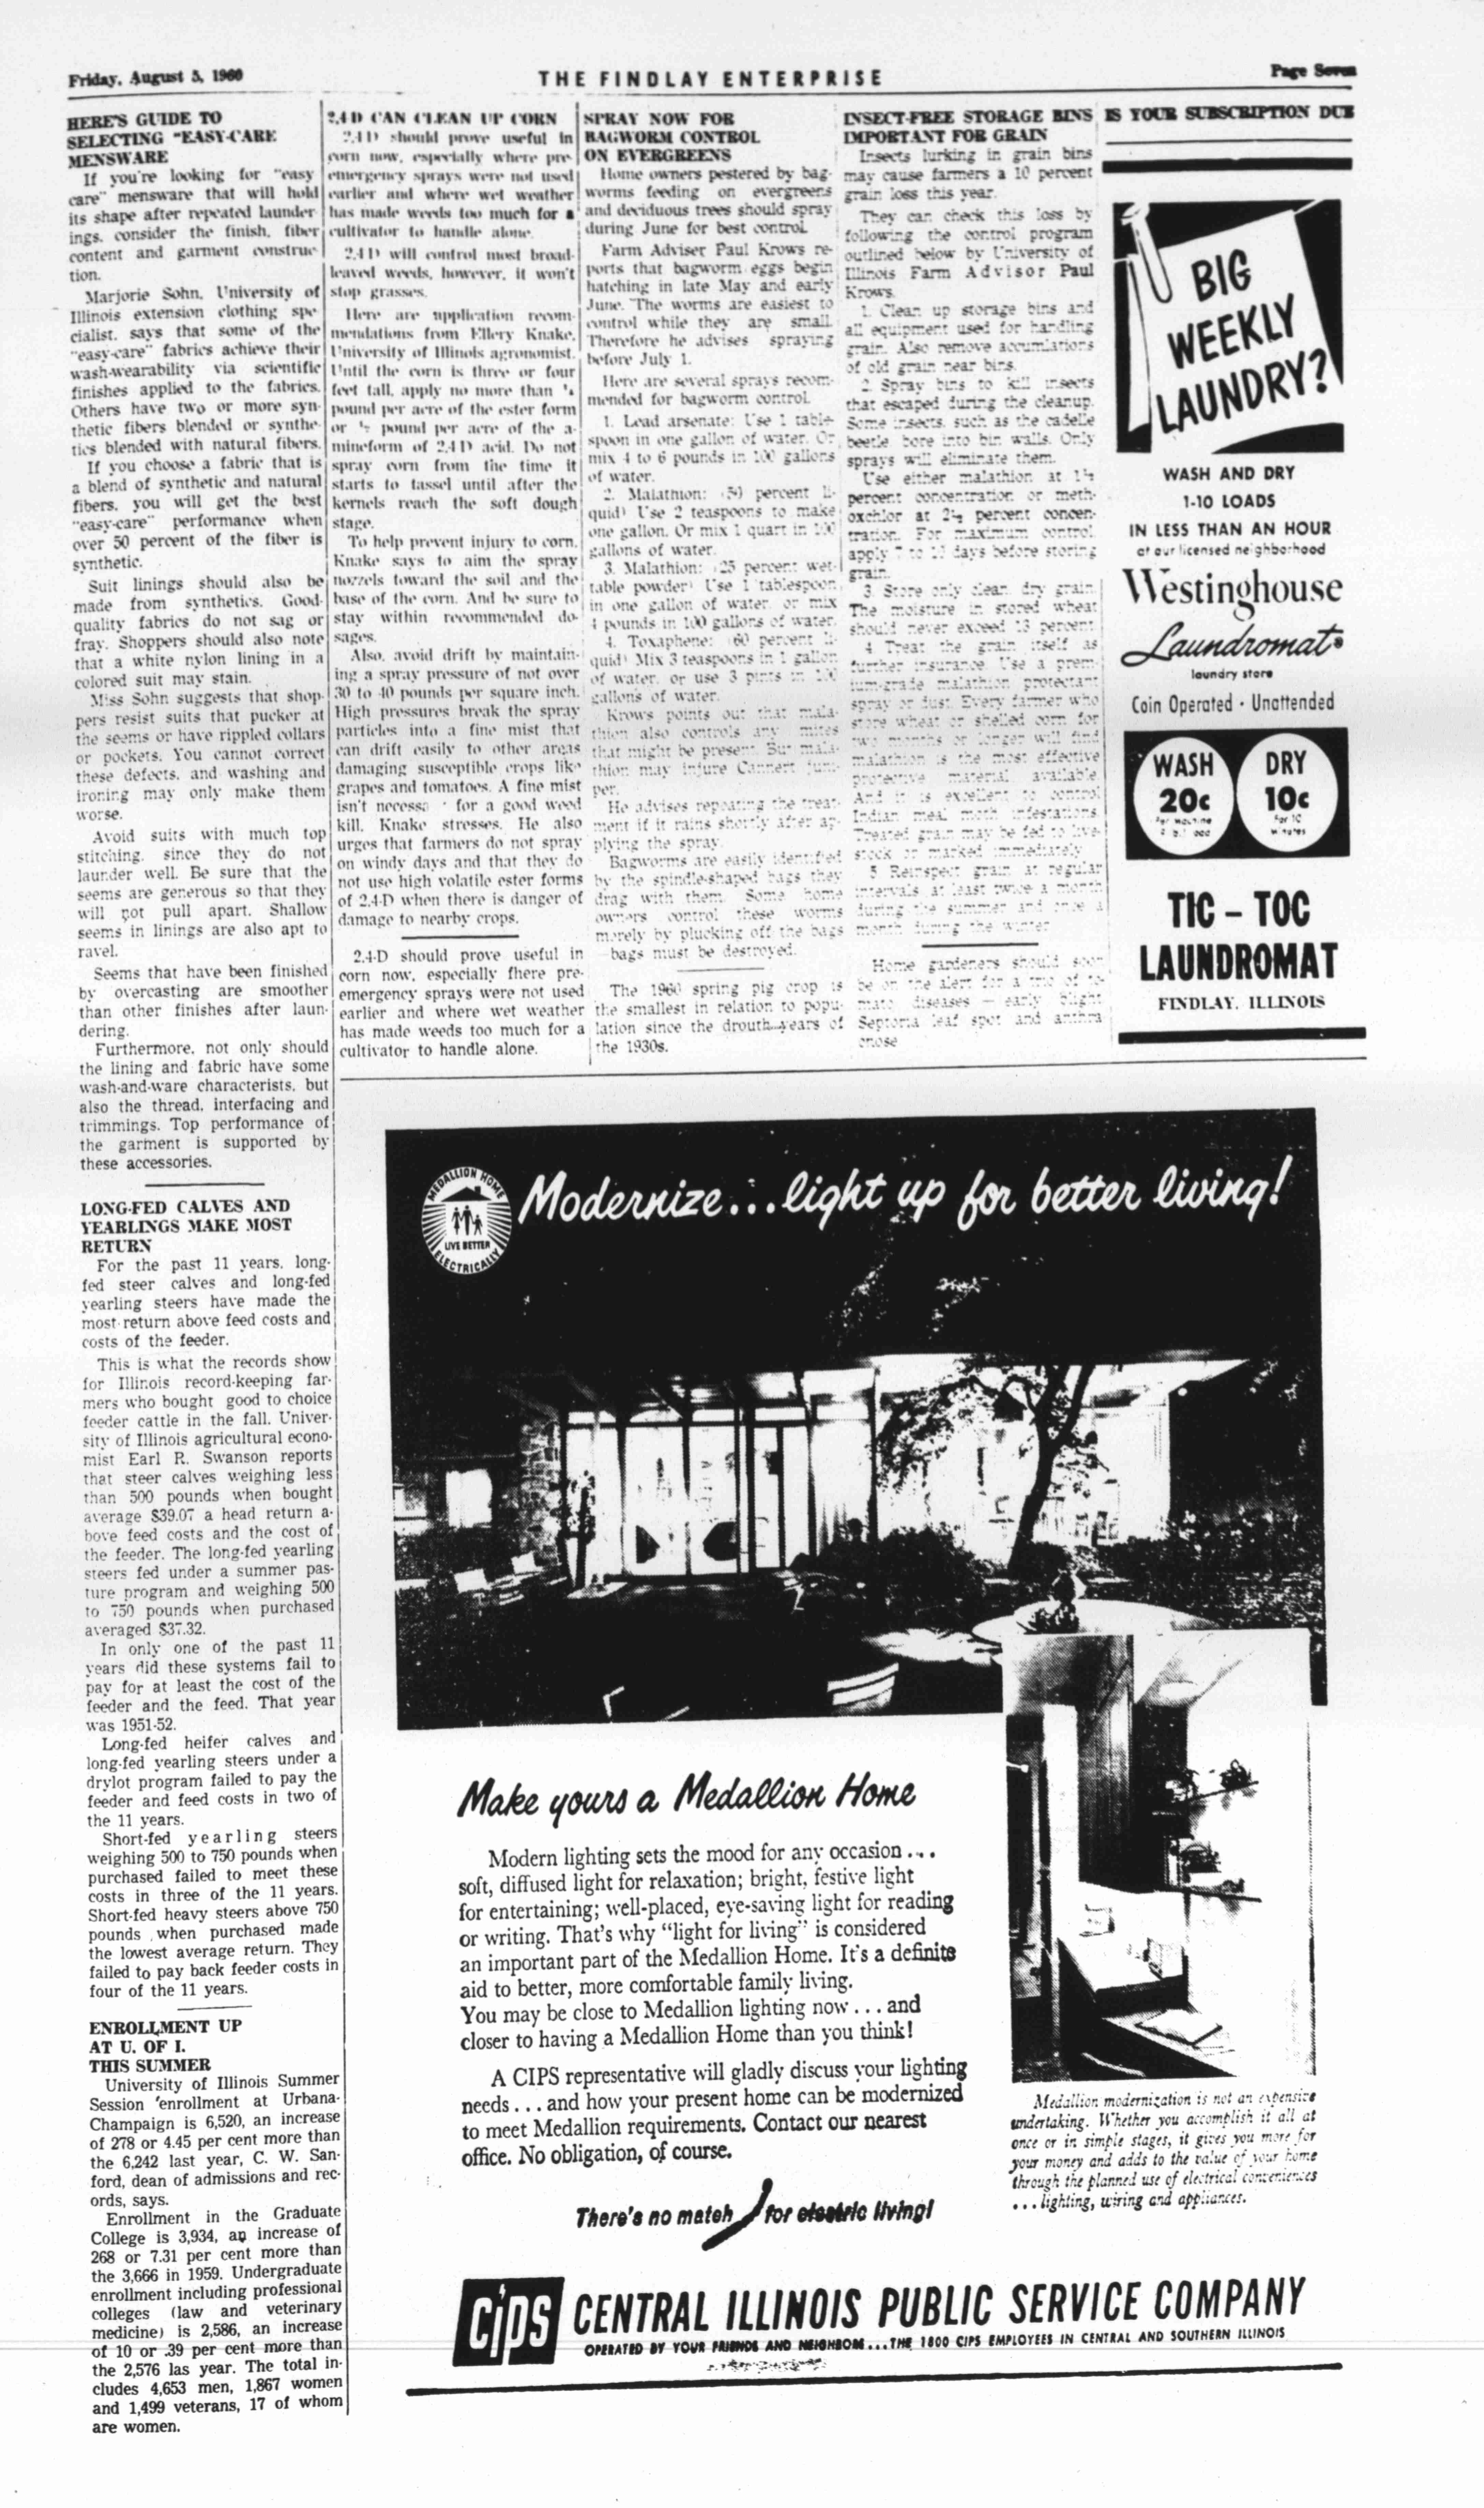 Friday, August 5, 1960
THE FINDLAY ENTERPRISE
Page Seven
HERE'S GUIDE TO
SELECTING "EASY-CARE
MENSWARE
If you're looking for "easy
care" mensware that will hold
its shape after repeated launder-
ings, consider the finish, fiber
content and garment construc-
tion.
Marjorie Sohn, University of
Illinois extension clothing spe-
cialist, says that some of the
"easy-care" fabrics achieve their
wash-wearability via scientific
finishes applied to the fabrics.
Others have two or more syn-
thetic fibers blended or synthe-
tics blended with natural fibers.
If you choose a fabric that is
a blend of synthetic and natural
fibers, you will get the best
"easy-care" performance when
over 50 percent of the fiber is
synthetic.
Suit linings should also be
made from synthetics. Good-
quality fabrics do not sag or
fray. Shoppers should also note
that a white nylon lining in a
colored suit may stain.
Miss Sohn suggests that shop-
pers resist suits that pucker at
the seems or have rippled collars
or pockets. You cannot correct
these defects, and washing and
ironing may only make them
worse.
Avoid suits with much top
stitching, since they do not
launder well. Be sure that the
seems are generous so that they
will not pull apart. Shallow
seems in linings are also apt to
ravel.
Seems that have been finished
by overcasting are smoother
than other finishes after laun-
dering.
Furthermore, not only should
the lining and fabric have some
wash-and-ware characterists, but
also the thread, interfacing and
trimmings. Top performance of
the garment is supported by
these accessories.
LONG-FED CALVES AND
YEARLINGS MAKE MOST
RETURN
For the past 11 years, long-
fed steer calves and long-fed
yearling steers have made the
most return above feed costs and
costs of the feeder.
This is what the records show
for Illinois record-keeping far-
mers who bought good to choice
feeder cattle in the fall. Univer-
sity of Illinois agricultural econo-
mist Earl R. Swanson reports
that steer calves weighing less
than 500 pounds when bought
average $39.07 a head return a-
bove feed costs and the cost of
the feeder. The long-fed yearling
steers fed under a summer pas-
ture program and weighing 500
to 750 pounds when purchased
averaged $37.32.
In only one of the past 11
years did these systems fail to
pay for at least the cost of the
feeder and the feed. That year
was 1951-52.
Long-fed heifer calves and
long-fed yearling steers under a
drylot program failed to pay the
feeder and feed costs in two of
the 11 years.
Short-fed yearling steers
weighing 500 to 750 pounds when
purchased failed to meet these
costs in three of the 11 years.
Short-fed heavy steers above 750
pounds when purchased made
the lowest average return. They
failed to pay back feeder costs in
four of the 11 years.
ENROLLMENT UP
AT U. OF I.
THIS SUMMER
University of Illinois Summer
Session 'enrollment at Urbana-
Champaign is 6,520, an increase
of 278 or 4.45 per cent more than
the 6,242 last year, C. W. San-
ford, dean of admissions and rec-
ords, says.
Enrollment in the Graduate
College is 3,934, an increase of
268 or 7.31 per cent more than
the 3,666 in 1959. Undergraduate
enrollment including professional
colleges (law and veterinary
medicine) is 2,586, an increase
of 10 or .39 per cent more than
the 2,576 las year. The total in-
cludes 4,653 men, 1,867 women
and 1,499 veterans, 17 of whom
are women.
2,4-D CAN CLEAN UP CORN
2,4-D should prove useful in
corn now, especially where pre-
emergency sprays were not used
earlier and where wet weather
has made weeds too much for a
cultivator to handle alone.
2,4-D will control most broad-
leaved weeds, however, it won't
stop grasses.
Here are application recom-
mendations from Ellery Knake,
University of Illinois agronomist.
Until the corn is three or four
feet tall, apply no more than ¼
pound per acre of the ester form
or ½ pound per acre of the a-
mineform of 2,4-D acid. Do not
spray corn from the time it
starts to tassel until after the
kernels reach the soft dough
stage.
To help prevent injury to corn,
Knake says to aim the spray
nozzels toward the soil and the
base of the corn. And be sure to
stay within recommended do-
sages.
Also, avoid drift by maintain-
ing a spray pressure of not over
30 to 40 pounds per square inch.
High pressures break the spray
particles into a fine mist that
can drift easily to other areas
damaging susceptible crops like
grapes and tomatoes. A fine mist
isn't necessa for a good weed
kill, Knake stresses. He also
urges that farmers do not spray
on windy days and that they do
not use high volatile ester forms
of 2,4-D when there is danger of
damage to nearby crops.
2,4-D should prove useful in
corn now, especially fhere pre-
emergency sprays were not used
earlier and where wet weather
has made weeds too much for a
cultivator to handle alone.
SPRAY NOW FOR
BAGWORM CONTROL
ON EVERGREENS
Home owners pestered by bag-
worms feeding on evergreens
and deciduous trees should spray
during June for best control.
Farm Adviser Paul Krows re-
ports that bagworm eggs begin
hatching in late May and early
June. The worms are easiest to
control while they are small.
Therefore he advises spraying
before July 1.
Here are several sprays recom-
mended for bagworm control.
1. Lead arsenate: Use 1 table-
spoon in one gallon of water. Or
mix 4 to 6 pounds in 100 gallons
of water.
2. Malathion: (50 percent li-
quid) Use 2 teaspoons to make
one gallon. Or mix 1 quart in 100
gallons of water.
3. Malathion: (25 percent wet-
table powder) Use 1 tablespoon
in one gallon of water, or mix
4 pounds in 100 gallons of water.
4. Toxaphene: (60 percent li-
quid) Mix 3 teaspoons in 1 gallon
of water, or use 3 pints in 100
gallons of water.
Krows points out that mala-
thion also controls any mites
that might be present. But mala-
thion may injure Cannert juni-
per.
He advises repeating the treat-
ment if it rains shortly after ap-
plying the spray.
Bagworms are easily identified
by the spindle-shaped bags they
drag with them. Some home
owners control these worms
merely by plucking off the bags
—bags must be destroyed.
The 1960 spring pig crop is
the smallest in relation to popu-
lation since the drouth years of
the 1930s.
INSECT-FREE STORAGE BINS
IMPORTANT FOR GRAIN
Insects lurking in grain bins
may cause farmers a 10 percent
grain loss this year.
They can check this loss by
following the control program
outlined below by University of
Illinois Farm Advisor Paul
Krows.
1. Clean up storage bins and
all equipment used for handling
grain. Also remove accumlations
of old grain near bins.
2. Spray bins to kill insects
that escaped during the cleanup.
Some insects, such as the cadelle
beetle, bore into bin walls. Only
sprays will eliminate them.
Use either malathion at 1½
percent concentration or meth-
oxchlor at 2½ percent concen-
tration. For maximum control,
apply 7 to 10 days before storing
grain.
3. Store only clean, dry grain.
The moisture in stored wheat
should never exceed 13 percent.
4. Treat the grain itself as
further insurance. Use a prem-
ium-grade malathion protectant
spray or dust. Every farmer who
store wheat or shelled corn for
two months or longer will find
malathion is the most effective
protective material available.
And it is excellent to control
Indian meal moth infestations.
Treated grain may be fed to live-
stock or marked immediately.
5. Reinspect grain at regular
intervals, at least twice a month
during the summer and once a
month during the winter.
Home gardeners should soon
be on the alert for a trio of to-
mato diseases — early blight,
Septoria leaf spot and anthra-
cnose.
IS YOUR SUBSCRIPTION DUE
BIG
WEEKLY
LAUNDRY?
WASH AND DRY
1-10 LOADS
IN LESS THAN AN HOUR
at our licensed neighborhood
Westinghouse
Laundromat®
laundry store
Coin Operated • Unattended
WASH
20c
Per machine
DRY
10c
for 10
minutes
TIC - TOC
LAUNDROMAT
FINDLAY, ILLINOIS
MEDALLION HOME
LIVE BETTER
ELECTRICALLY
Modernize... light up for better living!
Make yours a Medallion Home
Modern lighting sets the mood for any occasion ...
soft, diffused light for relaxation; bright, festive light
for entertaining; well-placed, eye-saving light for reading
or writing. That's why "light for living" is considered
an important part of the Medallion Home. It's a definite
aid to better, more comfortable family living.
You may be close to Medallion lighting now ... and
closer to having a Medallion Home than you think!
A CIPS representative will gladly discuss your lighting
needs ... and how your present home can be modernized
to meet Medallion requirements. Contact our nearest
office. No obligation, of course.
There's no match for electric living!
Medallion modernization is not an expensive
undertaking. Whether you accomplish it all at
once or in simple stages, it gives you more for
your money and adds to the value of your home
through the planned use of electrical conveniences
... lighting, wiring and appliances.
CIPS CENTRAL ILLINOIS PUBLIC SERVICE COMPANY
OPERATED BY YOUR FRIENDS AND NEIGHBORS...THE 1800 CIPS EMPLOYEES IN CENTRAL AND SOUTHERN ILLINOIS